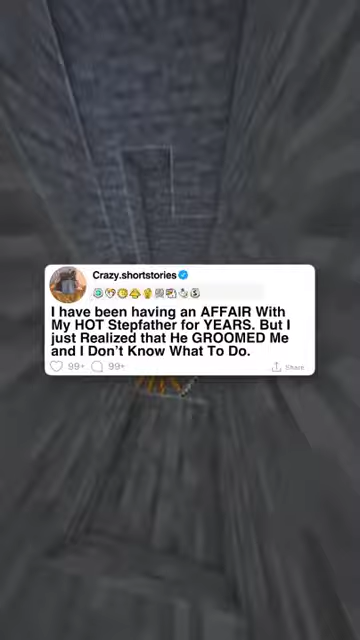 Crazy.shortstories
I have been having an AFFAIR With
My HOT Stepfather for YEARS. But I
just Realized that He GROOMED Me
and I Don't Know What To Do.
99+ 99+ Share